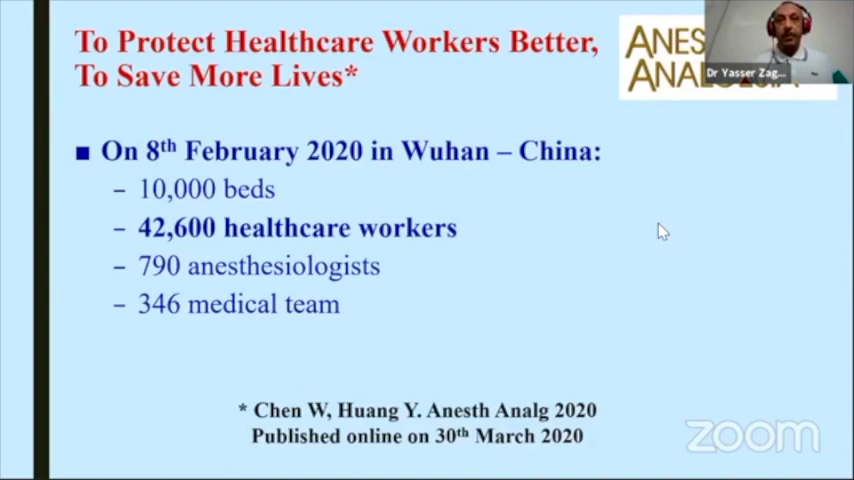 To Protect Healthcare Workers Better,
To Save More Lives*
ANES
ANAL
Dr Yasser Zag...
■ On 8th February 2020 in Wuhan – China:
– 10,000 beds
– 42,600 healthcare workers
– 790 anesthesiologists
– 346 medical team
* Chen W, Huang Y. Anesth Analg 2020
Published online on 30th March 2020
zoom